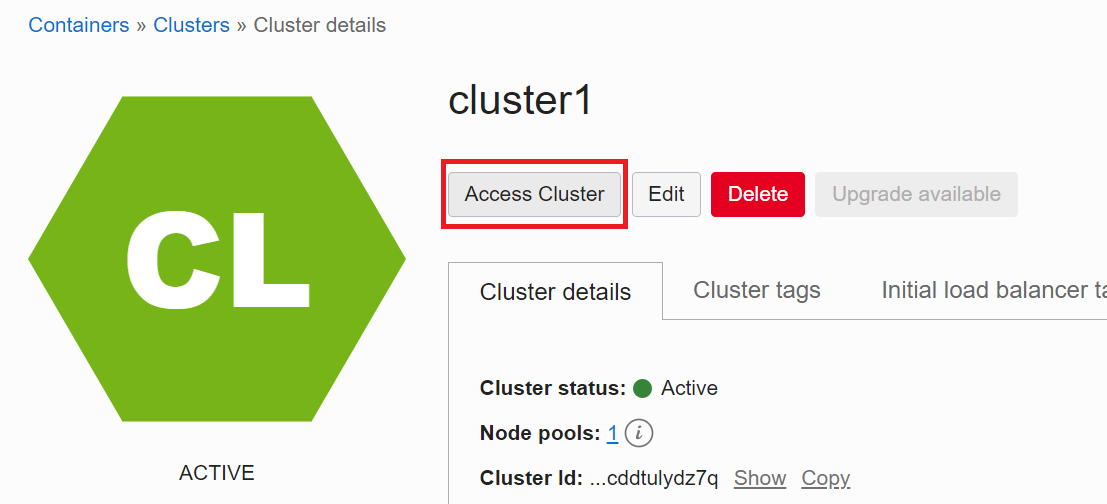 Containers » Clusters » Cluster details
CL
ACTIVE
cluster1
Access Cluster Edit Delete Upgrade available
Cluster details Cluster tags Initial load balancer ta
Cluster status: Active
Node pools: 1 i
Cluster Id: ...cddtulydz7q Show Copy